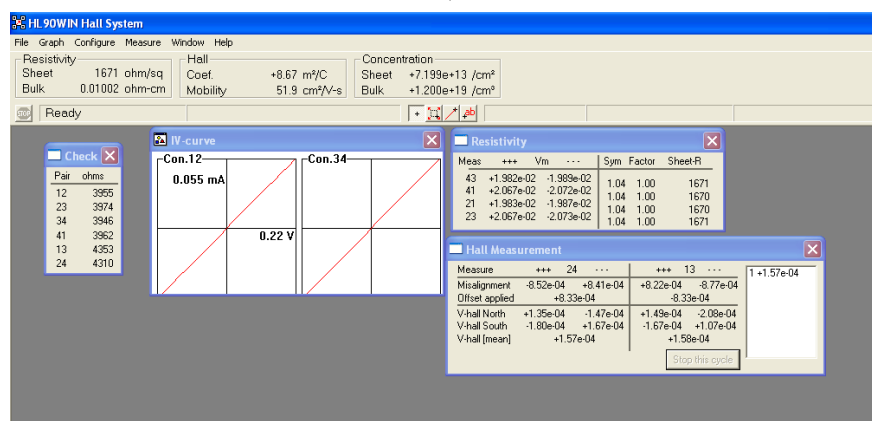 HL90WIN Hall System
File Graph Configure Measure Window Help
Resistivity Hall Concentration
Sheet 1671 ohm/sq Coef. +8.67 m²/C Sheet +7.199e+13 /cm²
Bulk 0.01002 ohm-cm Mobility 51.9 cm²/V-s Bulk +1.200e+19 /cm³
STOP Ready + ab
Check
Pair ohms
12 3955
23 3974
34 3946
41 3962
13 4353
24 4310
IV-curve
Con.12 Con.34
0.055 mA
0.22 V
Resistivity
Meas +++ Vm --- Sym Factor Sheet-R
43 +1.982e-02 -1.989e-02 1.04 1.00 1671
41 +2.067e-02 -2.072e-02 1.04 1.00 1670
21 +1.983e-02 -1.987e-02 1.04 1.00 1670
23 +2.067e-02 -2.073e-02 1.04 1.00 1671
Hall Measurement
Measure +++ 24 --- +++ 13 ---
Misalignment -8.52e-04 +8.41e-04 +8.22e-04 -8.77e-04
Offset applied +8.33e-04 -8.33e-04
V-hall North +1.35e-04 -1.47e-04 +1.49e-04 -2.08e-04
V-hall South -1.80e-04 +1.67e-04 -1.67e-04 +1.07e-04
V-hall [mean] +1.57e-04 +1.58e-04
1 +1.57e-04
Stop this cycle